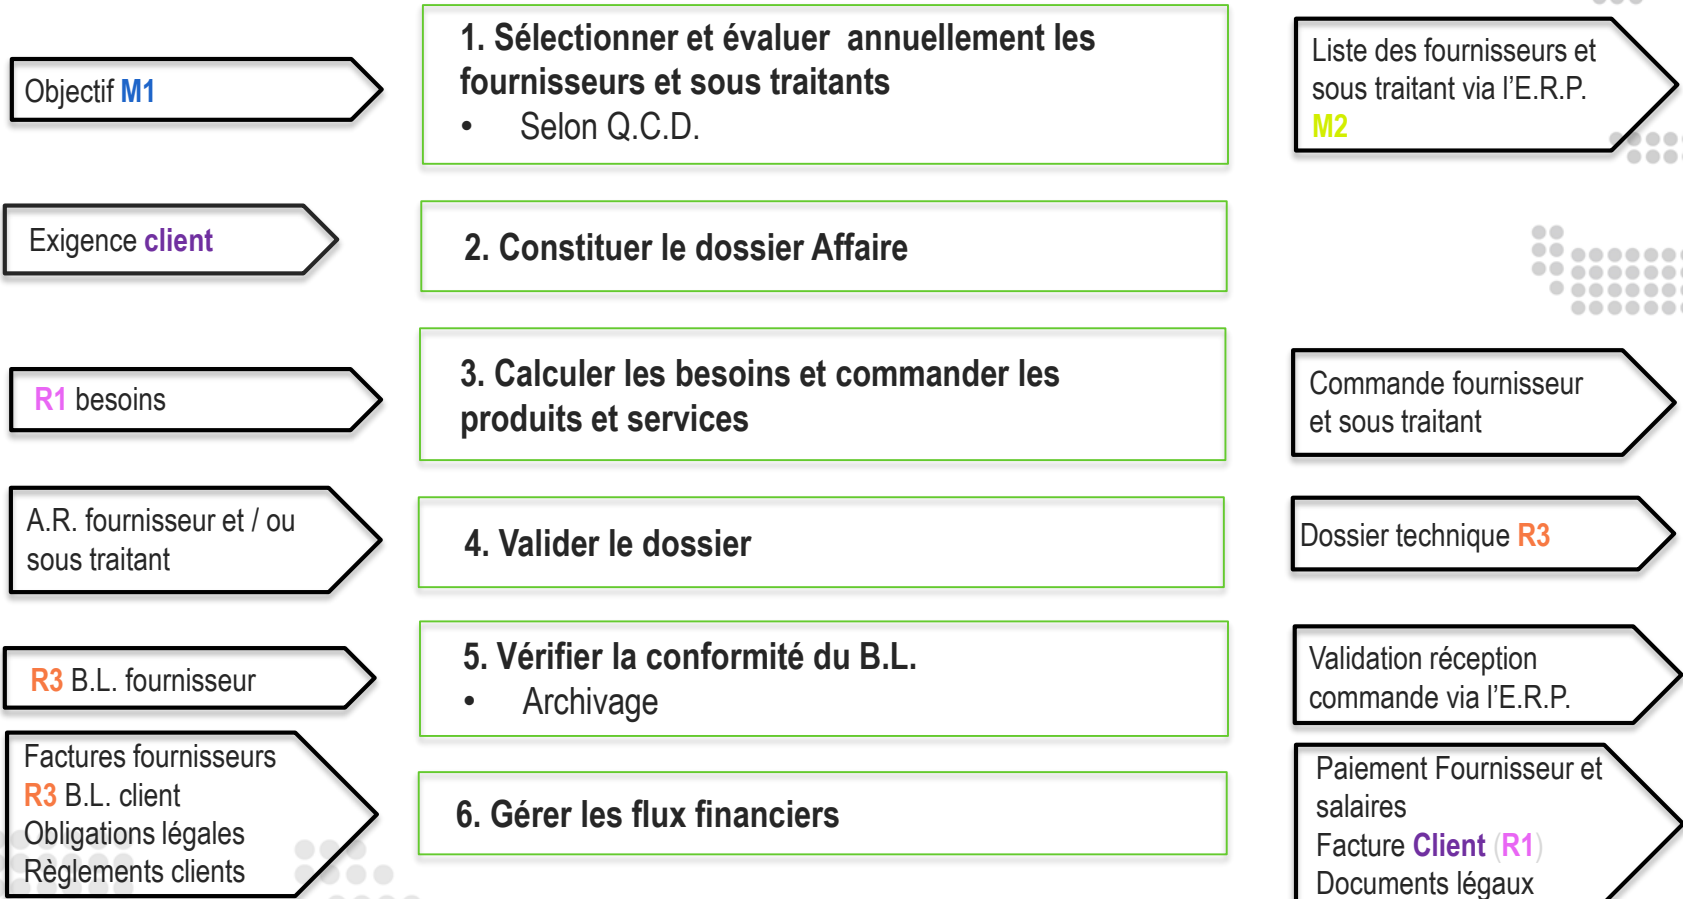 Objectif M1
1. Sélectionner et évaluer  annuellement les
fournisseurs et sous traitants
• Selon Q.C.D.
Liste des fournisseurs et
sous traitant via l'E.R.P.
M2
Exigence client
2. Constituer le dossier Affaire
R1 besoins
3. Calculer les besoins et commander les
produits et services
Commande fournisseur
et sous traitant
A.R. fournisseur et / ou
sous traitant
4. Valider le dossier
Dossier technique R3
R3 B.L. fournisseur
5. Vérifier la conformité du B.L.
• Archivage
Validation réception
commande via l'E.R.P.
Factures fournisseurs
R3 B.L. client
Obligations légales
Règlements clients
6. Gérer les flux financiers
Paiement Fournisseur et
salaires
Facture Client (R1)
Documents légaux